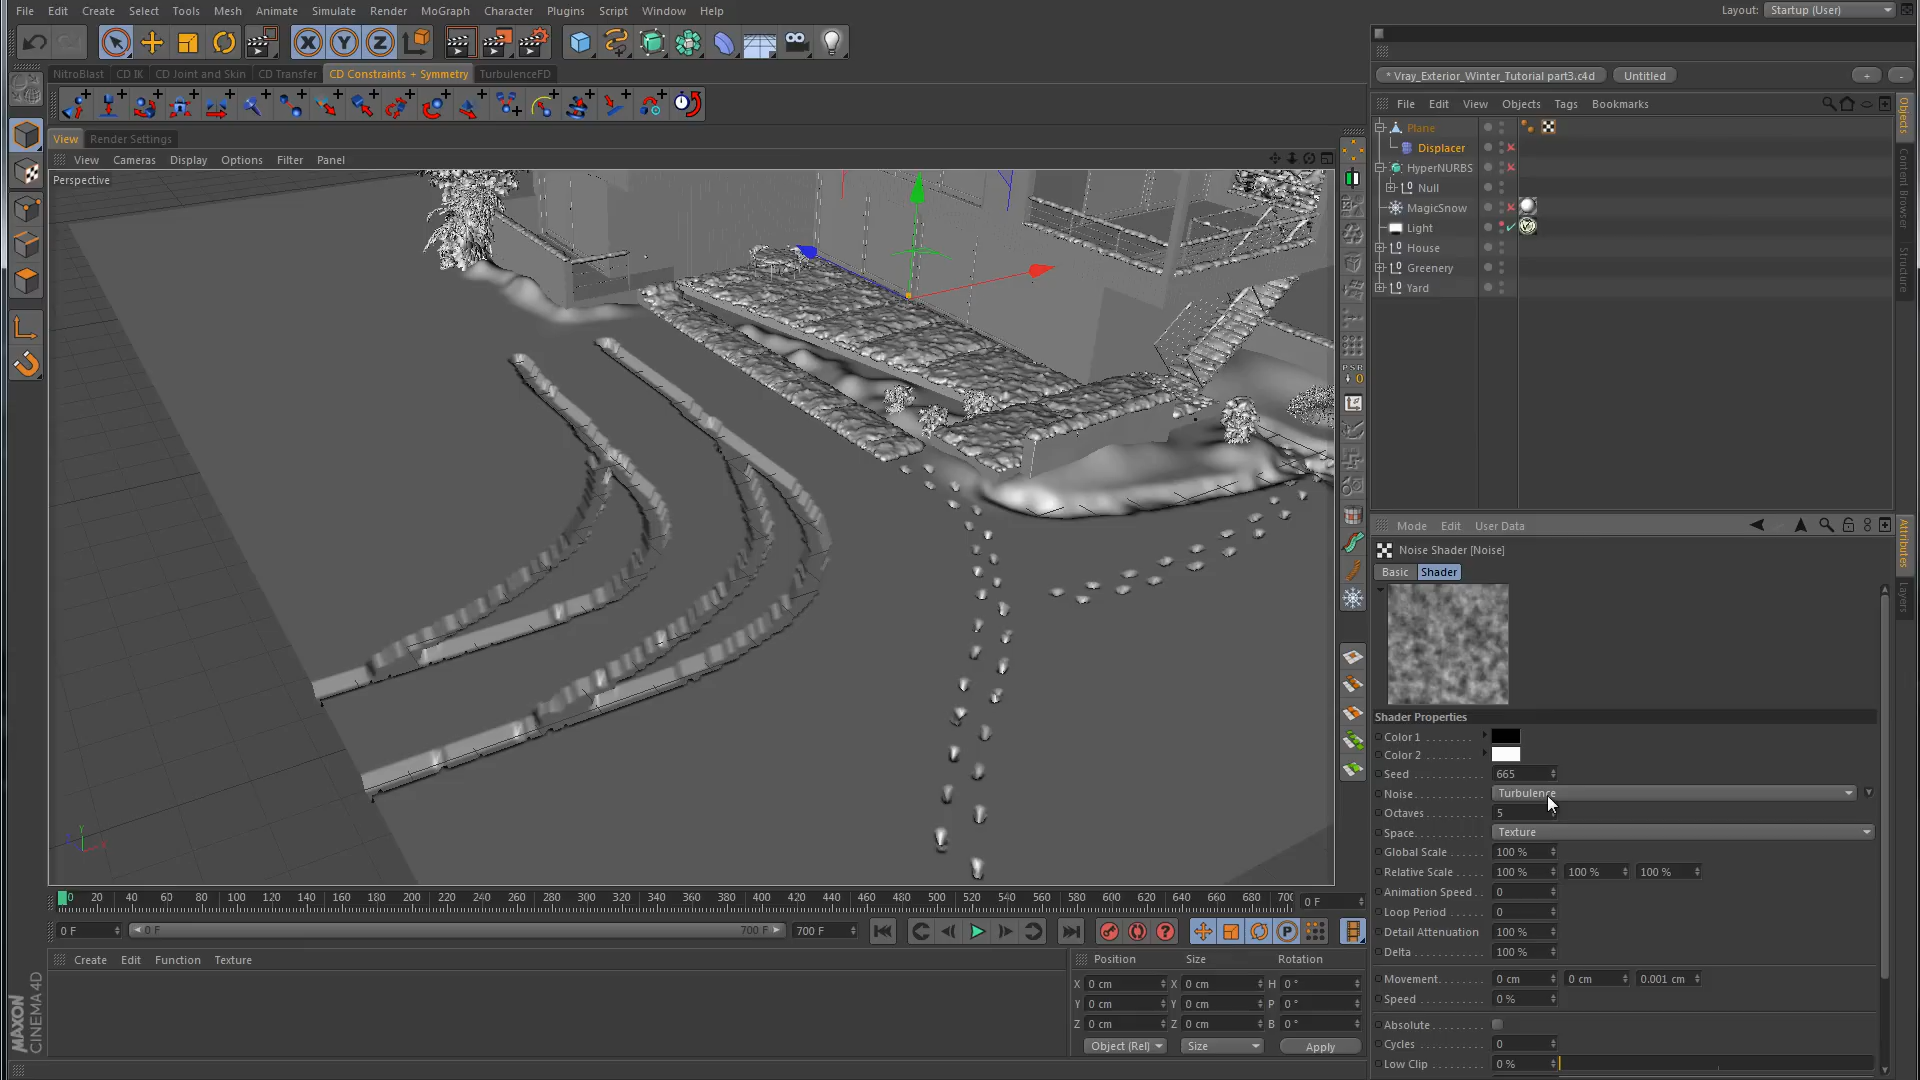 File Edit Create Select Tools Mesh Animate Simulate Render MoGraph Character Plugins Script Window Help
Layout: Startup (User)
* Vray_Exterior_Winter_Tutorial part3.c4d Untitled
NitroBlast CD IK CD Joint and Skin CD Transfer CD Constraints + Symmetry TurbulenceFD
File Edit View Objects Tags Bookmarks
View Render Settings
View Cameras Display Options Filter Panel
Perspective
Plane
Displacer
HyperNURBS
Null
MagicSnow
Light
House
Greenery
Yard
Objects
Content Browser
Structure
PSR
0
Mode Edit User Data
Attributes
Layers
Noise Shader [Noise]
Basic Shader
Shader Properties
Color 1
Color 2
Seed 665
Noise Turbulence
Octaves 5
Space Texture
Global Scale 100 %
Relative Scale 100 % 100 % 100 %
Animation Speed 0
Loop Period 0
Detail Attenuation 100 %
Delta 100 %
Movement 0 cm 0 cm 0.001 cm
Speed 0 %
Absolute
Cycles 0
Low Clip 0 %
Y
0 20 40 60 80 100 120 140 160 180 200 220 240 260 280 300 320 340 360 380 400 420 440 460 480 500 520 540 560 580 600 620 640 660 680 0 F
0 F 0 F 700 F 700 F
Create Edit Function Texture
Position Size Rotation
X 0 cm X 0 cm H 0 °
Y 0 cm Y 0 cm P 0 °
Z 0 cm Z 0 cm B 0 °
Object (Rel) Size Apply
MAXON
CINEMA 4D